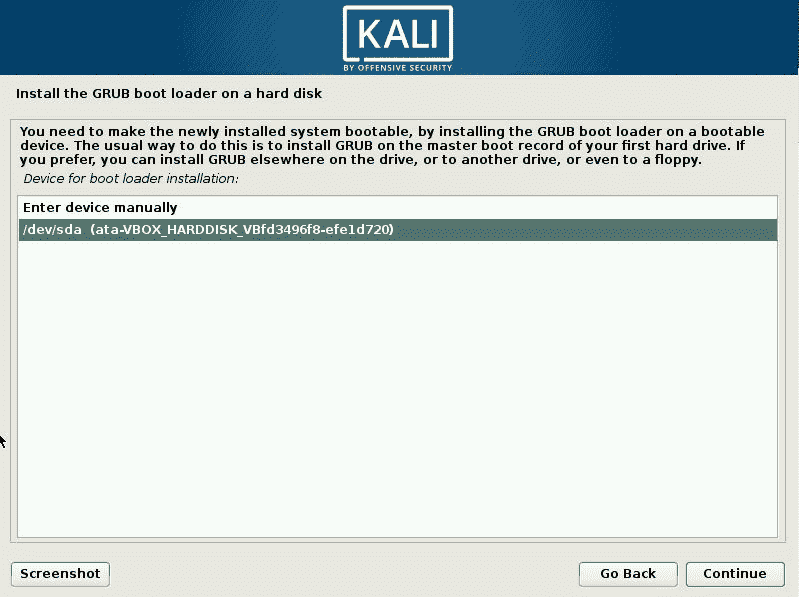 KALI
BY OFFENSIVE SECURITY
Install the GRUB boot loader on a hard disk
You need to make the newly installed system bootable, by installing the GRUB boot loader on a bootable
device. The usual way to do this is to install GRUB on the master boot record of your first hard drive. If
you prefer, you can install GRUB elsewhere on the drive, or to another drive, or even to a floppy.
Device for boot loader installation:
Enter device manually
/dev/sda (ata-VBOX_HARDDISK_VBfd3496f8-efe1d720)
Screenshot
Go Back
Continue